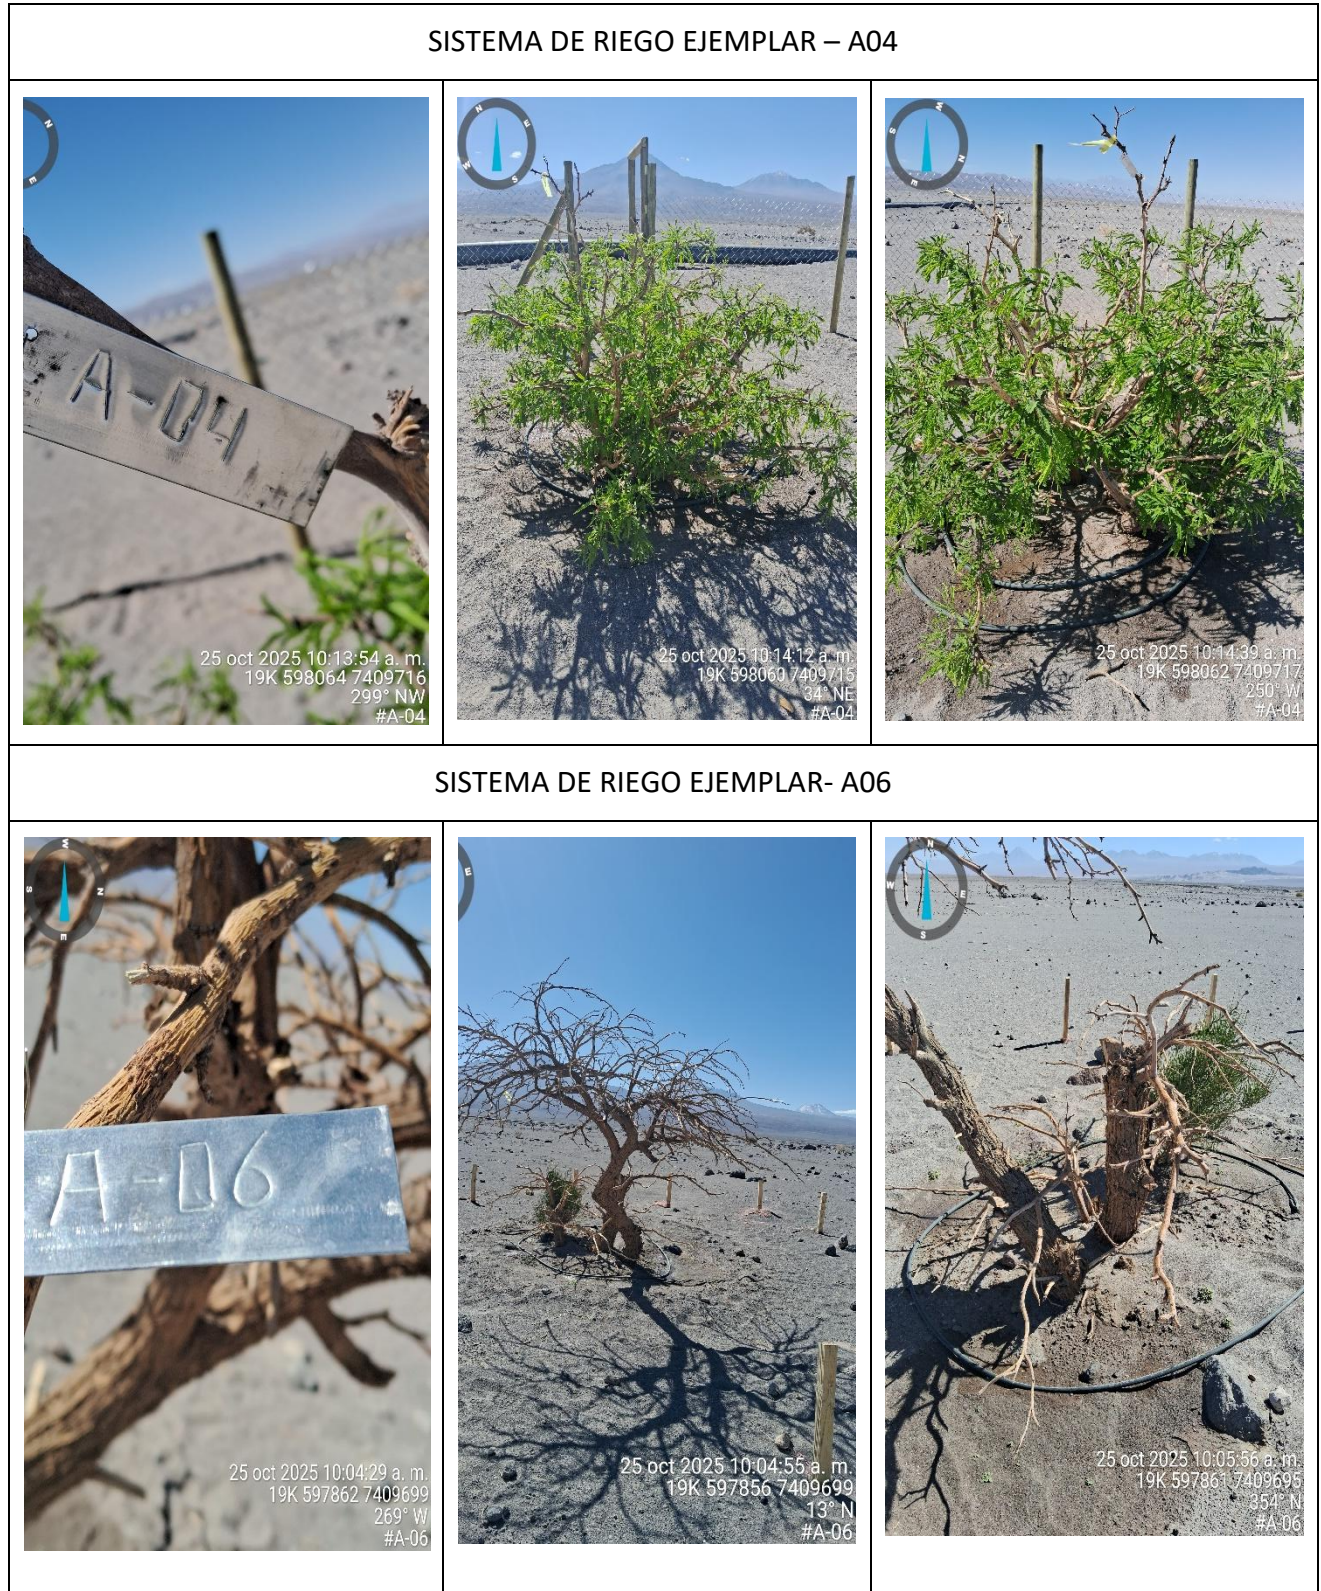 SISTEMA DE RIEGO EJEMPLAR – A04
N
E
A-04
25 oct 2025 10:13:54 a. m.
19K 598064 7409716
299° NW
#A-04
N
E
W
S
25 oct 2025 10:14:12 a. m.
19K 598060 7409715
34° NE
#A-04
W
S
N
E
25 oct 2025 10:14:39 a. m.
19K 598062 7409717
250° W
#A-04
SISTEMA DE RIEGO EJEMPLAR- A06
W
S
N
E
A-06
25 oct 2025 10:04:29 a. m.
19K 597862 7409699
269° W
#A-06
E
25 oct 2025 10:04:55 a. m.
19K 597856 7409699
13° N
#A-06
N
W
E
S
25 oct 2025 10:05:56 a. m.
19K 597861 7409695
354° N
#A-06